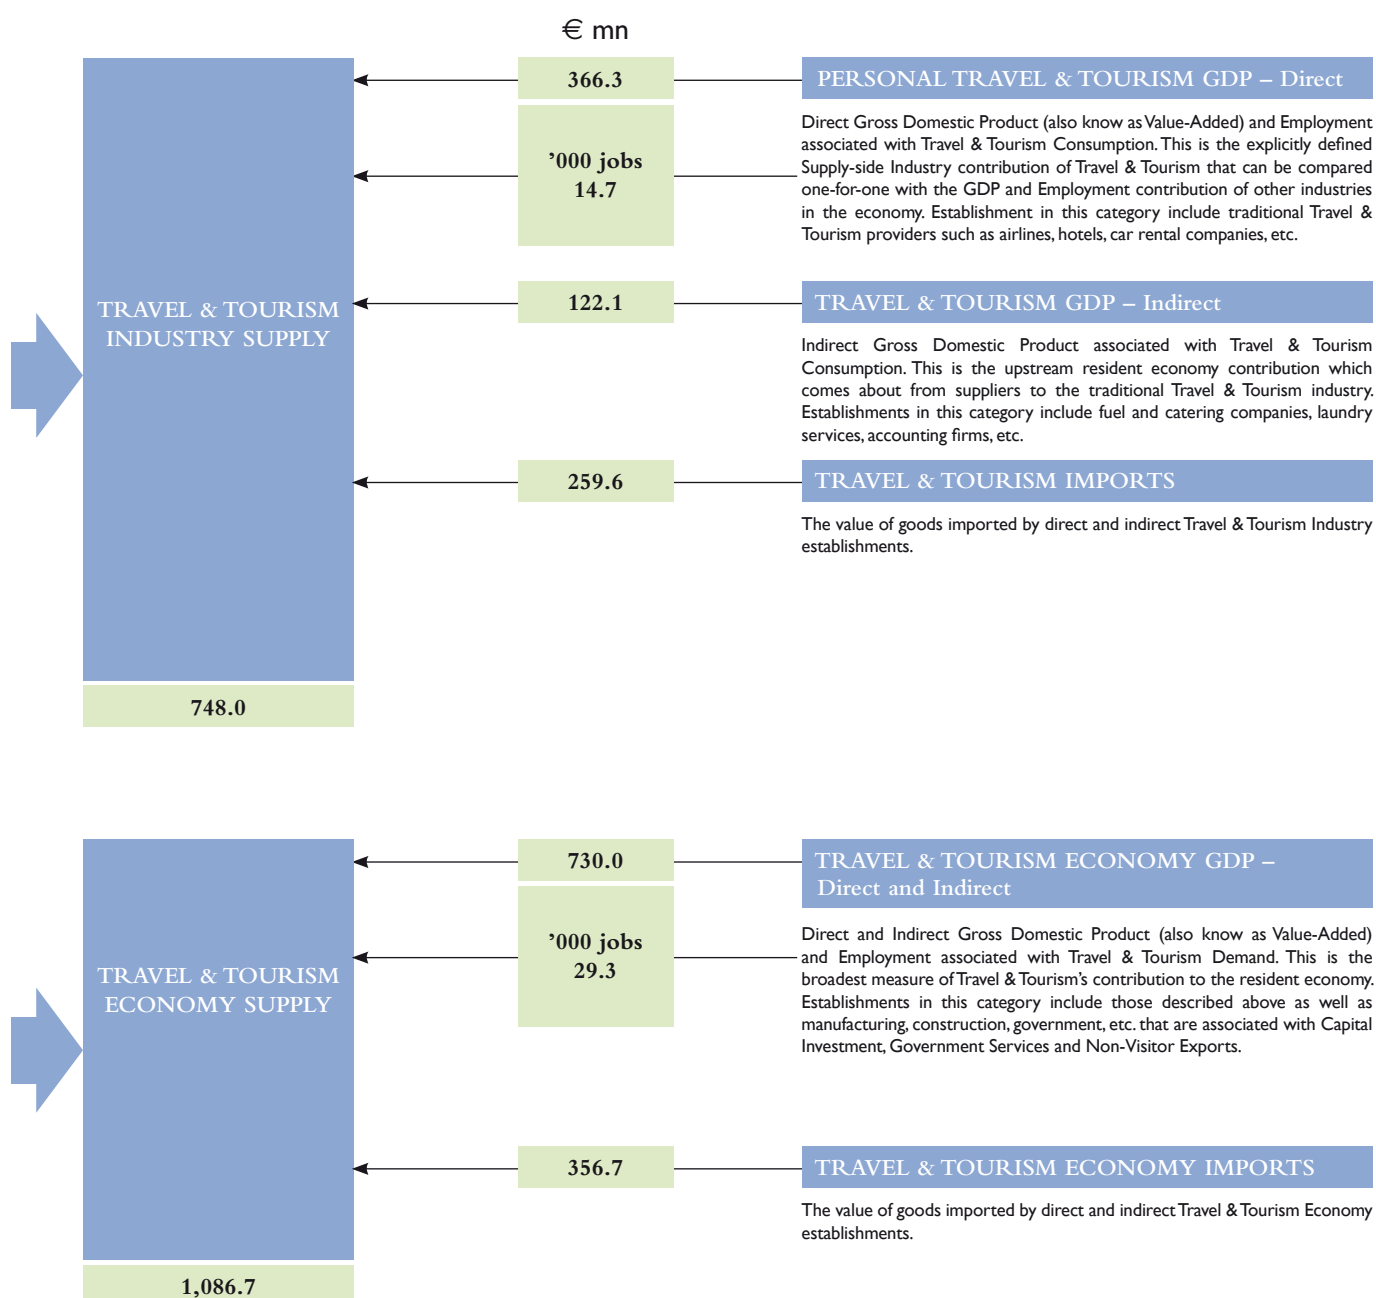 € mn
366.3
PERSONAL TRAVEL & TOURISM GDP – Direct
’000 jobs
14.7
Direct Gross Domestic Product (also know as Value-Added) and Employment
associated with Travel & Tourism Consumption. This is the explicitly defined
Supply-side Industry contribution of Travel & Tourism that can be compared
one-for-one with the GDP and Employment contribution of other industries
in the economy. Establishment in this category include traditional Travel &
Tourism providers such as airlines, hotels, car rental companies, etc.
TRAVEL & TOURISM
INDUSTRY SUPPLY
122.1
TRAVEL & TOURISM GDP – Indirect
Indirect Gross Domestic Product associated with Travel & Tourism
Consumption. This is the upstream resident economy contribution which
comes about from suppliers to the traditional Travel & Tourism industry.
Establishments in this category include fuel and catering companies, laundry
services, accounting firms, etc.
259.6
TRAVEL & TOURISM IMPORTS
The value of goods imported by direct and indirect Travel & Tourism Industry
establishments.
748.0
730.0
TRAVEL & TOURISM ECONOMY GDP –
Direct and Indirect
’000 jobs
29.3
Direct and Indirect Gross Domestic Product (also know as Value-Added)
and Employment associated with Travel & Tourism Demand. This is the
broadest measure of Travel & Tourism’s contribution to the resident economy.
Establishments in this category include those described above as well as
manufacturing, construction, government, etc. that are associated with Capital
Investment, Government Services and Non-Visitor Exports.
TRAVEL & TOURISM
ECONOMY SUPPLY
356.7
TRAVEL & TOURISM ECONOMY IMPORTS
The value of goods imported by direct and indirect Travel & Tourism Economy
establishments.
1,086.7